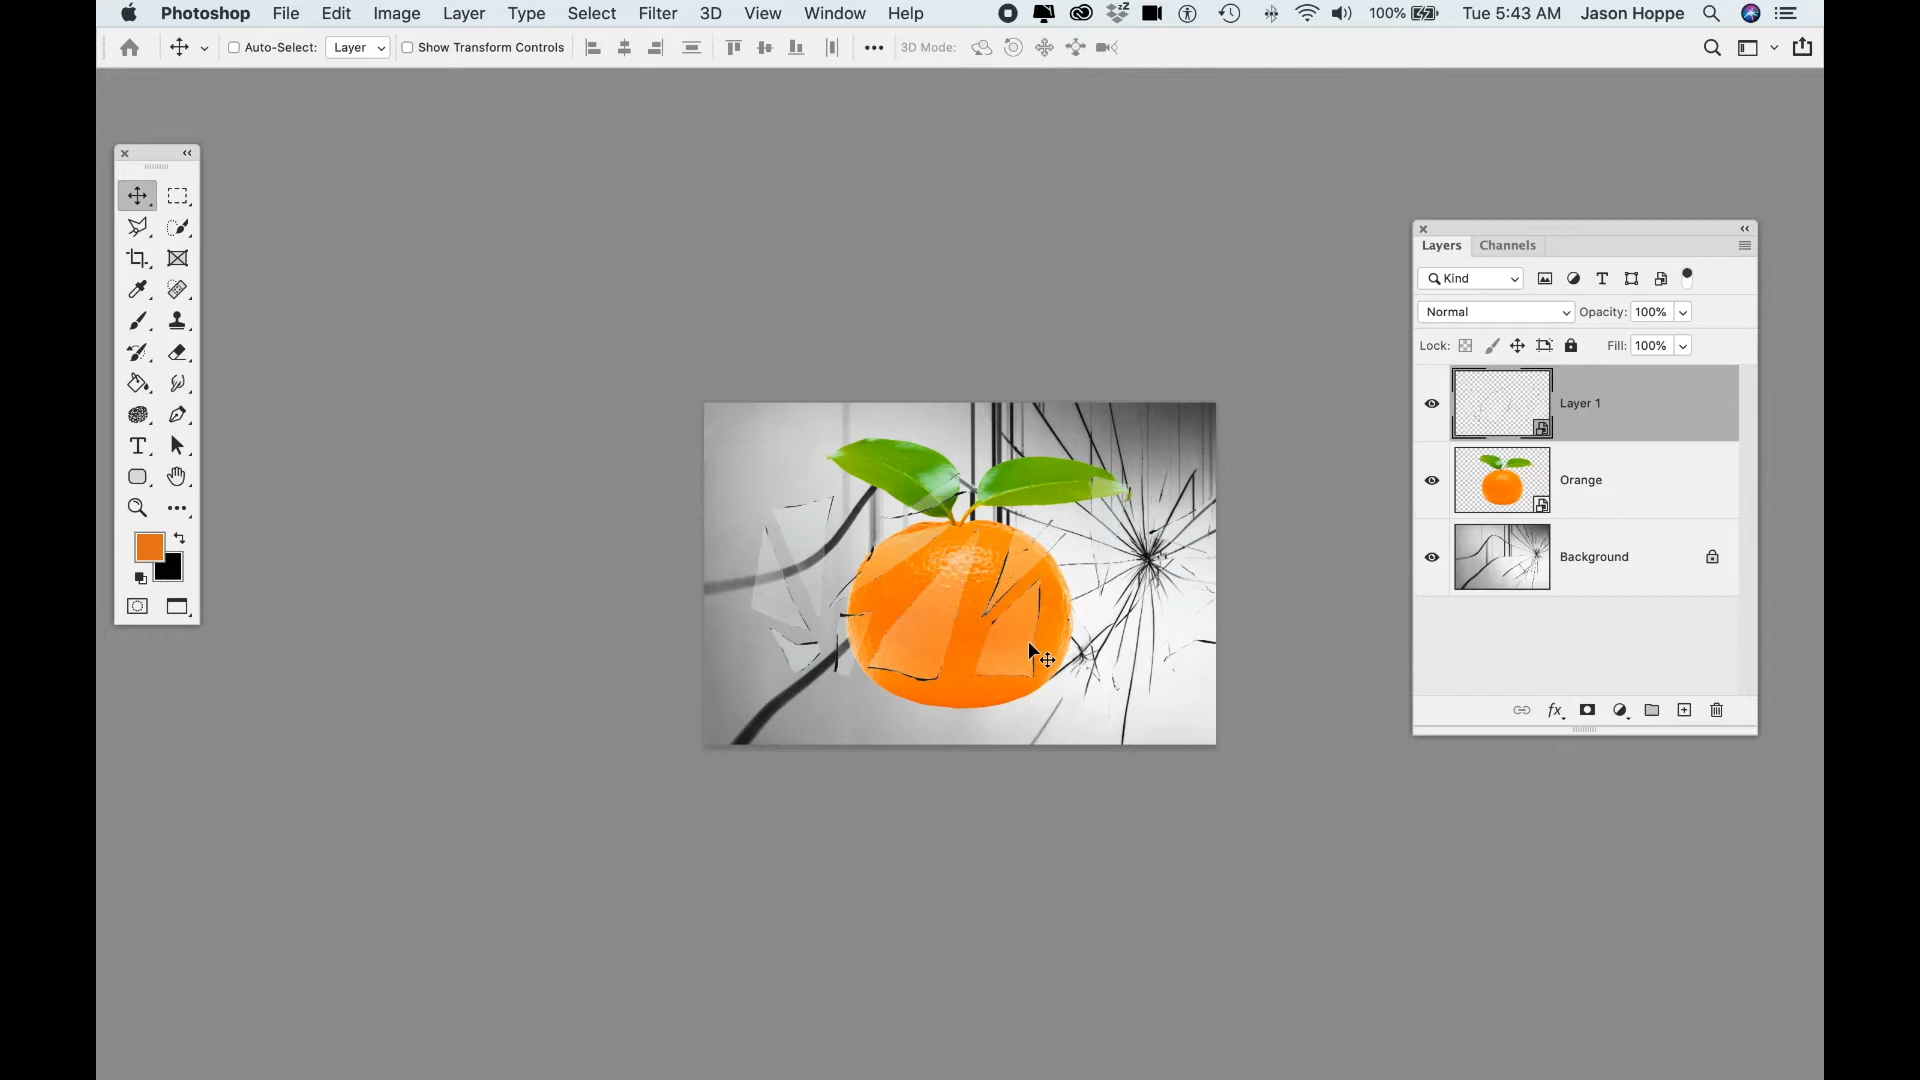 Photoshop File Edit Image Layer Type Select Filter 3D View Window Help 100% Tue 5:43 AM Jason Hoppe
Auto-Select: Layer Show Transform Controls 3D Mode:
Layers Channels
Kind
Normal Opacity: 100%
Lock: Fill: 100%
Layer 1
Orange
Background